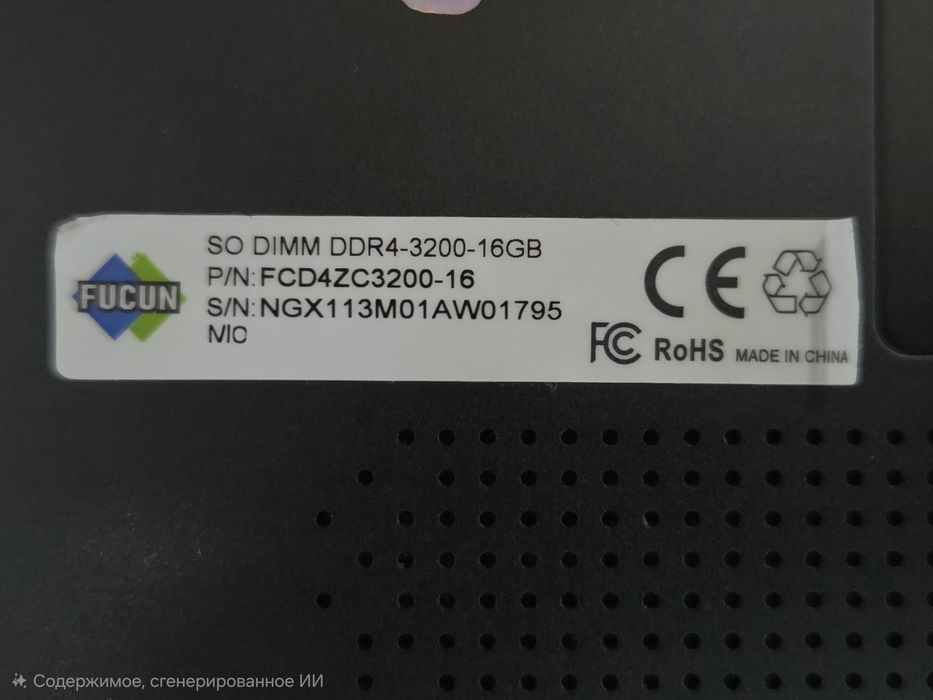 FUCUN
SO DIMM DDR4-3200-16GB
P/N:FCD4ZC3200-16
S/N:NGX113M01AW01795
MIC
CE
FC RoHS MADE IN CHINA
Содержимое, сгенерированное ИИ